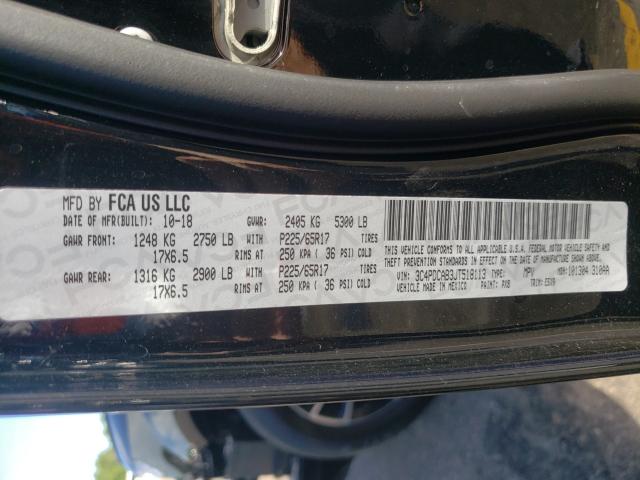 MFD BY FCA US LLC
DATE OF MFR(BUILT): 10-18 GVWR: 2405 KG 5300 LB
GAWR FRONT: 1248 KG 2750 LB WITH P225/65R17 TIRES
17X6.5 RIMS AT 250 KPA ( 36 PSI) COLD
GAWR REAR: 1316 KG 2900 LB WITH P225/65R17 TIRES
17X6.5 RIMS AT 250 KPA ( 36 PSI) COLD
THIS VEHICLE CONFORMS TO ALL APPLICABLE U.S.A. FEDERAL MOTOR VEHICLE SAFETY
AND THEFT PREVENTION STANDARDS IN EFFECT ON THE DATE OF MANUFACTURE SHOWN ABOVE.
VIN: 3C4PDCAB3JT518113 TYPE: MPV MDH: 101304 310AA
VEHICLE MADE IN MEXICO PAINT: PX8